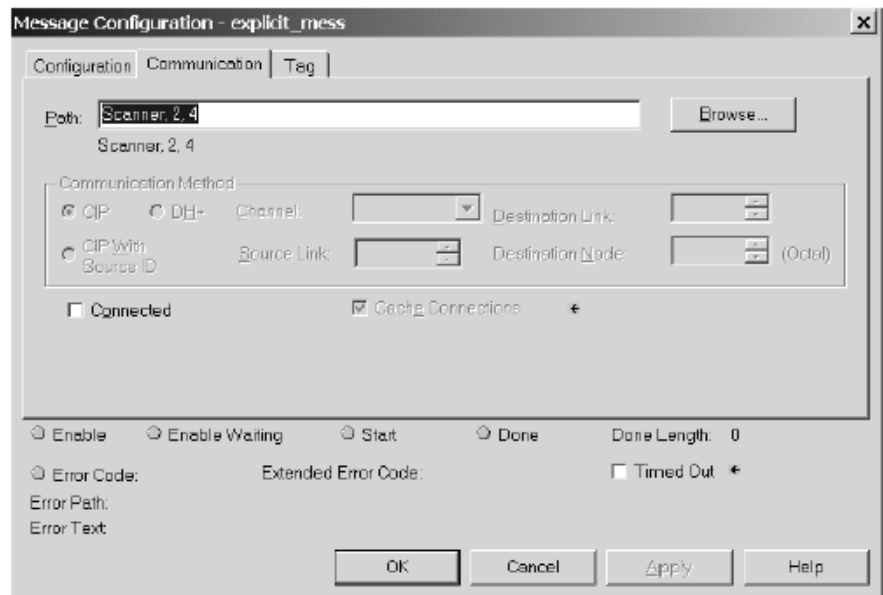 Message Configuration - explicit_mess
Configuration Communication Tag
Path: Scanner, 2, 4 Browse...
Scanner, 2, 4
Communication Method
CIP DH+ Channel: Destination Link:
CIP With Source ID Source Link: Destination Node: (Octal)
Connected Cache Connections ←
Enable Enable Waiting Start Done Done Length: 0
Error Code: Extended Error Code: Timed Out ←
Error Path:
Error Text:
OK Cancel Apply Help